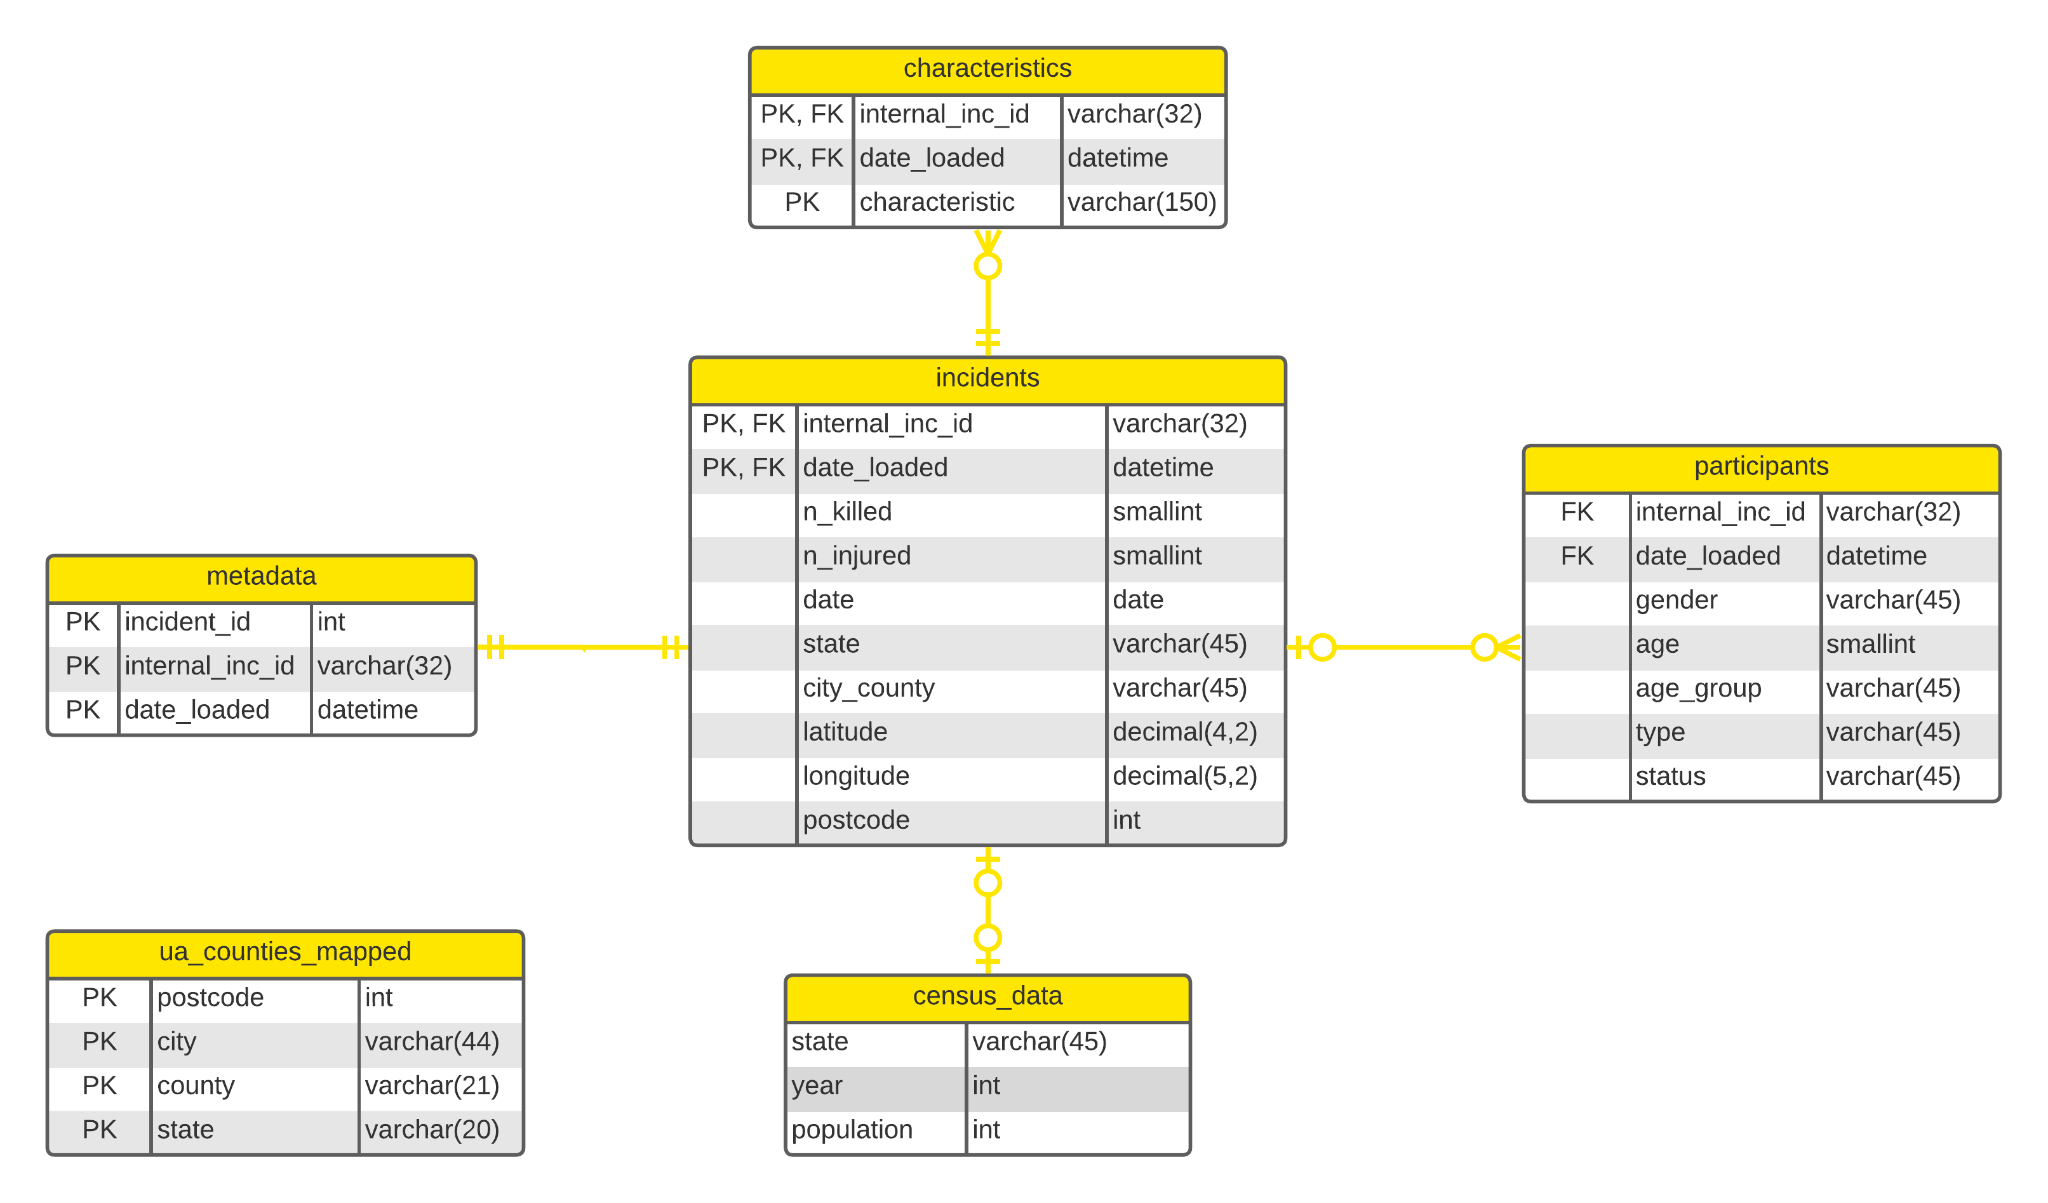 characteristics
PK, FK internal_inc_id varchar(32)
PK, FK date_loaded datetime
PK characteristic varchar(150)
incidents
PK, FK internal_inc_id varchar(32)
PK, FK date_loaded datetime
n_killed smallint
n_injured smallint
date date
state varchar(45)
city_county varchar(45)
latitude decimal(4,2)
longitude decimal(5,2)
postcode int
participants
FK internal_inc_id varchar(32)
FK date_loaded datetime
gender varchar(45)
age smallint
age_group varchar(45)
type varchar(45)
status varchar(45)
metadata
PK incident_id int
PK internal_inc_id varchar(32)
PK date_loaded datetime
ua_counties_mapped
PK postcode int
PK city varchar(44)
PK county varchar(21)
PK state varchar(20)
census_data
state varchar(45)
year int
population int